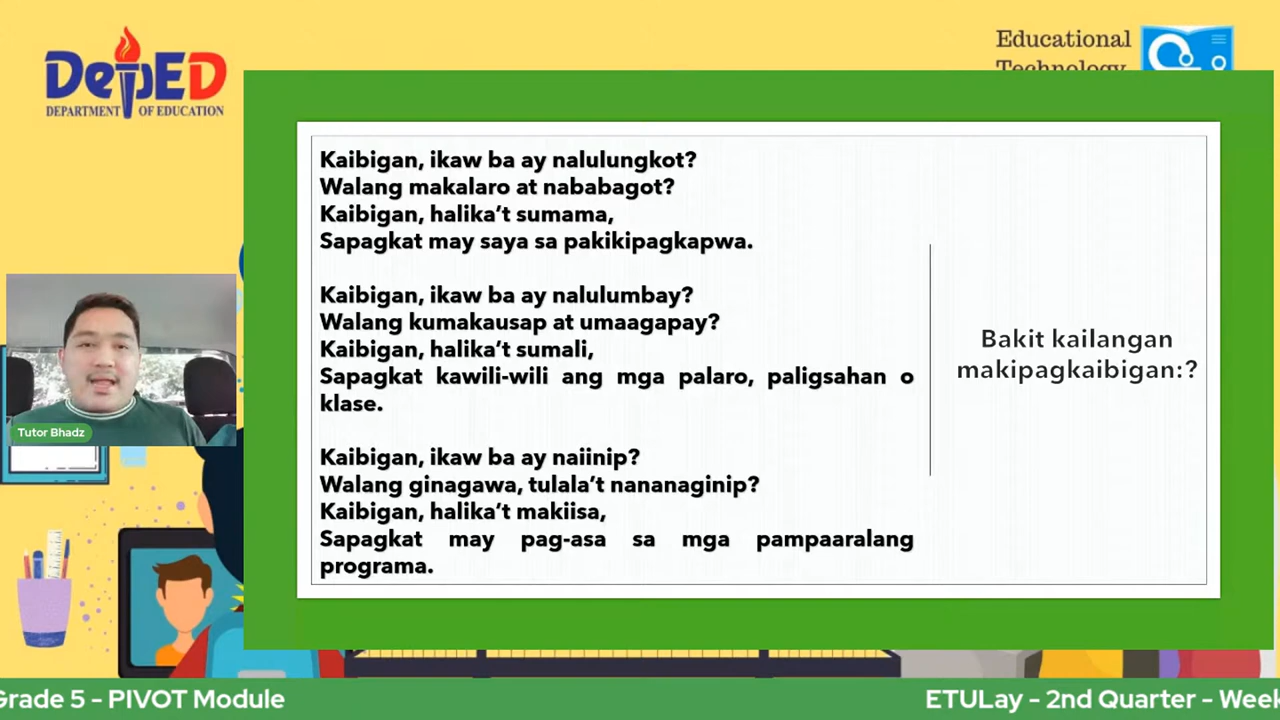 DepED
DEPARTMENT OF EDUCATION
Educational
Technology
Kaibigan, ikaw ba ay nalulungkot?
Walang makalaro at nababagot?
Kaibigan, halika’t sumama,
Sapagkat may saya sa pakikipagkapwa.
Kaibigan, ikaw ba ay nalulumbay?
Walang kumakausap at umaagapay?
Kaibigan, halika’t sumali,
Sapagkat kawili-wili ang mga palaro, paligsahan o
klase.
Kaibigan, ikaw ba ay naiinip?
Walang ginagawa, tulala’t nananaginip?
Kaibigan, halika’t makiisa,
Sapagkat may pag-asa sa mga pampaaralang
programa.
Bakit kailangan
makipagkaibigan:?
Tutor Bhadz
Grade 5 - PIVOT Module
ETULay - 2nd Quarter - Week